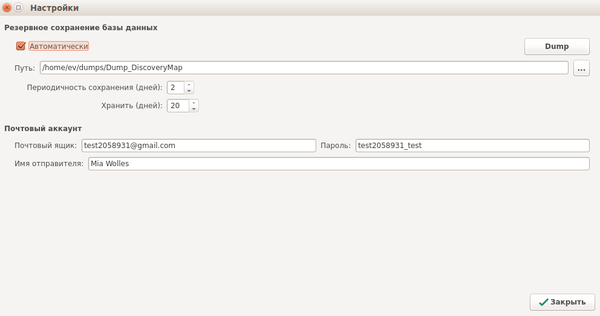 Настройки
Резервное сохранение базы данных
Автоматически Dump
Путь: /home/ev/dumps/Dump_DiscoveryMap ...
Периодичность сохранения (дней): 2
Хранить (дней): 20
Почтовый аккаунт
Почтовый ящик: test2058931@gmail.com Пароль: test2058931_test
Имя отправителя: Mia Wolles
Закрыть